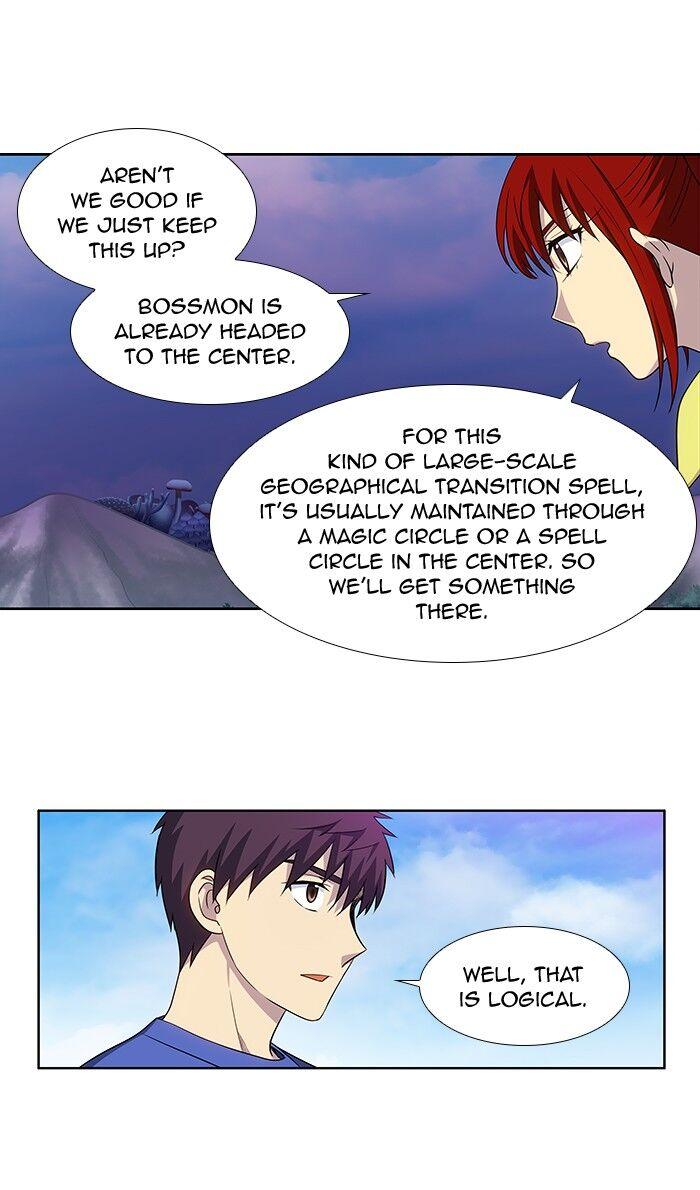 AREN'T
WE GOOD IF
WE JUST KEEP
THIS UP?
BOSSMON IS
ALREADY HEADED
TO THE CENTER.
FOR THIS
KIND OF LARGE-SCALE
GEOGRAPHICAL TRANSITION SPELL,
IT'S USUALLY MAINTAINED THROUGH
A MAGIC CIRCLE OR A SPELL
CIRCLE IN THE CENTER. SO
WE'LL GET SOMETHING
THERE.
WELL, THAT
IS LOGICAL.